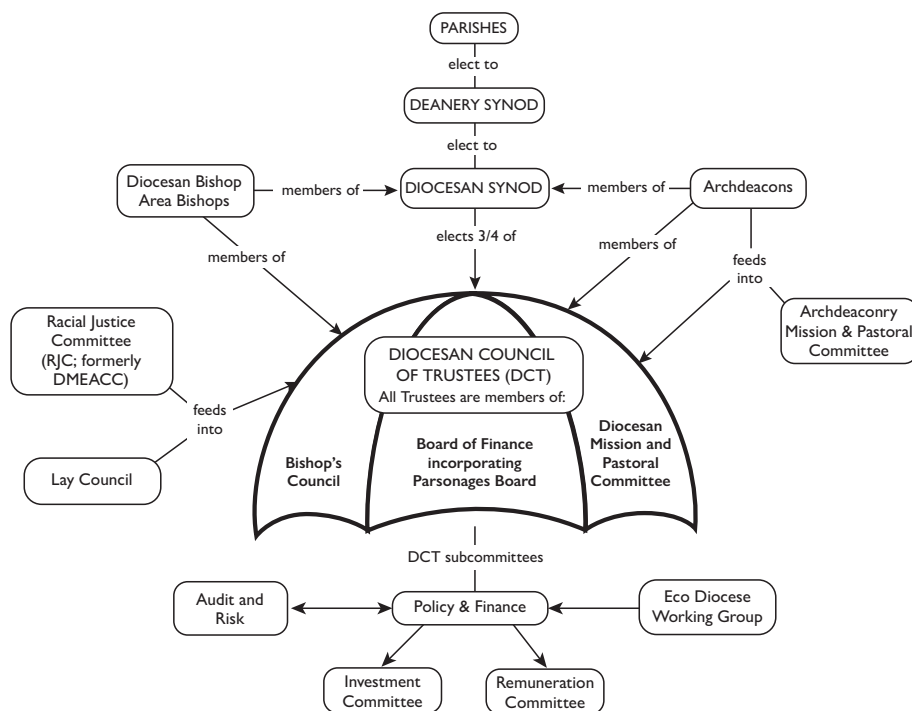 PARISHES
elect to
DEANERY SYNOD
elect to
Diocesan Bishop
Area Bishops
members of
DIOCESAN SYNOD
members of
Archdeacons
elects 3/4 of
members of
members of
feeds
into
Racial Justice
Committee
(RJC; formerly
DMEACC)
Archdeaconry
Mission & Pastoral
Committee
DIOCESAN COUNCIL
OF TRUSTEES (DCT)
All Trustees are members of:
feeds
into
Lay Council
Bishop's
Council
Board of Finance
incorporating
Parsonages Board
Diocesan
Mission and
Pastoral
Committee
DCT subcommittees
Audit and
Risk
Policy & Finance
Eco Diocese
Working Group
Investment
Committee
Remuneration
Committee